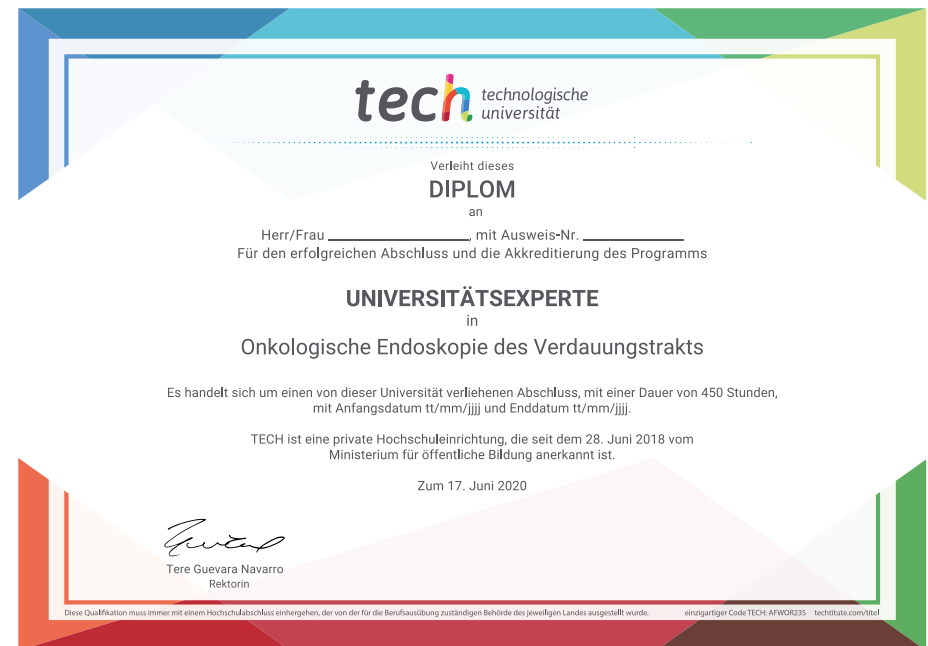 tech technologische
universität
Verleiht dieses
DIPLOM
an
Herr/Frau ____________, mit Ausweis-Nr. ____________
Für den erfolgreichen Abschluss und die Akkreditierung des Programms
UNIVERSITÄTSEXPERTE
in
Onkologische Endoskopie des Verdauungstrakts
Es handelt sich um einen von dieser Universität verliehenen Abschluss, mit einer Dauer von 450 Stunden,
mit Anfangsdatum tt/mm/jjjj und Enddatum tt/mm/jjjj.
TECH ist eine private Hochschuleinrichtung, die seit dem 28. Juni 2018 vom
Ministerium für öffentliche Bildung anerkannt ist.
Zum 17. Juni 2020
Tere Guevara Navarro
Rektorin
Diese Qualifikation muss immer mit einem Hochschulabschluss einhergehen, der von der für die Berufsausübung zuständigen Behörde des jeweiligen Landes ausgestellt wurde. einzigartiger Code TECH: AFWOR23S techtitute.com/titel